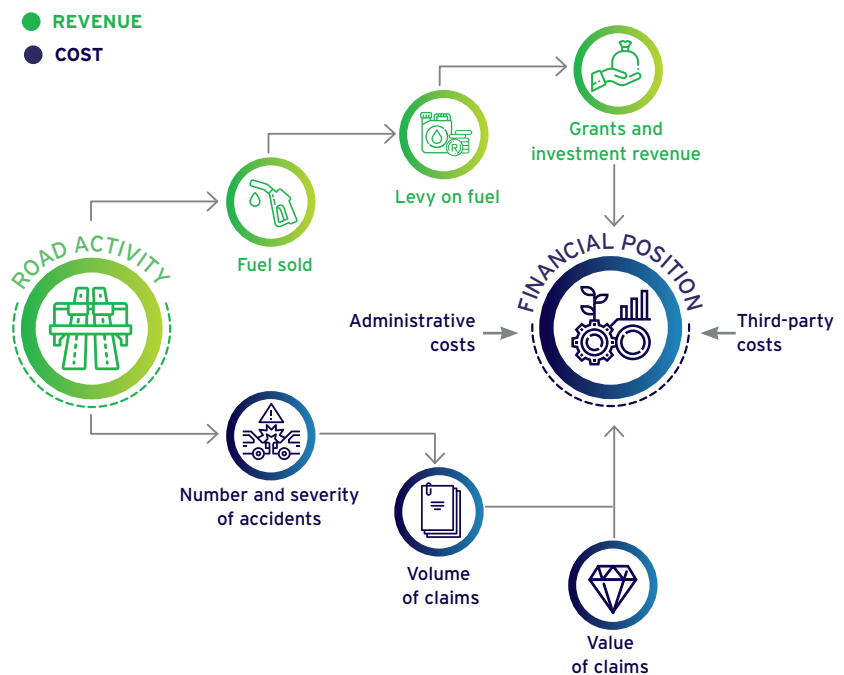 REVENUE
COST
Grants and
investment revenue
Levy on fuel
Fuel sold
ROAD ACTIVITY
FINANCIAL POSITION
Administrative
costs
Third-party
costs
Number and severity
of accidents
Volume
of claims
Value
of claims
R